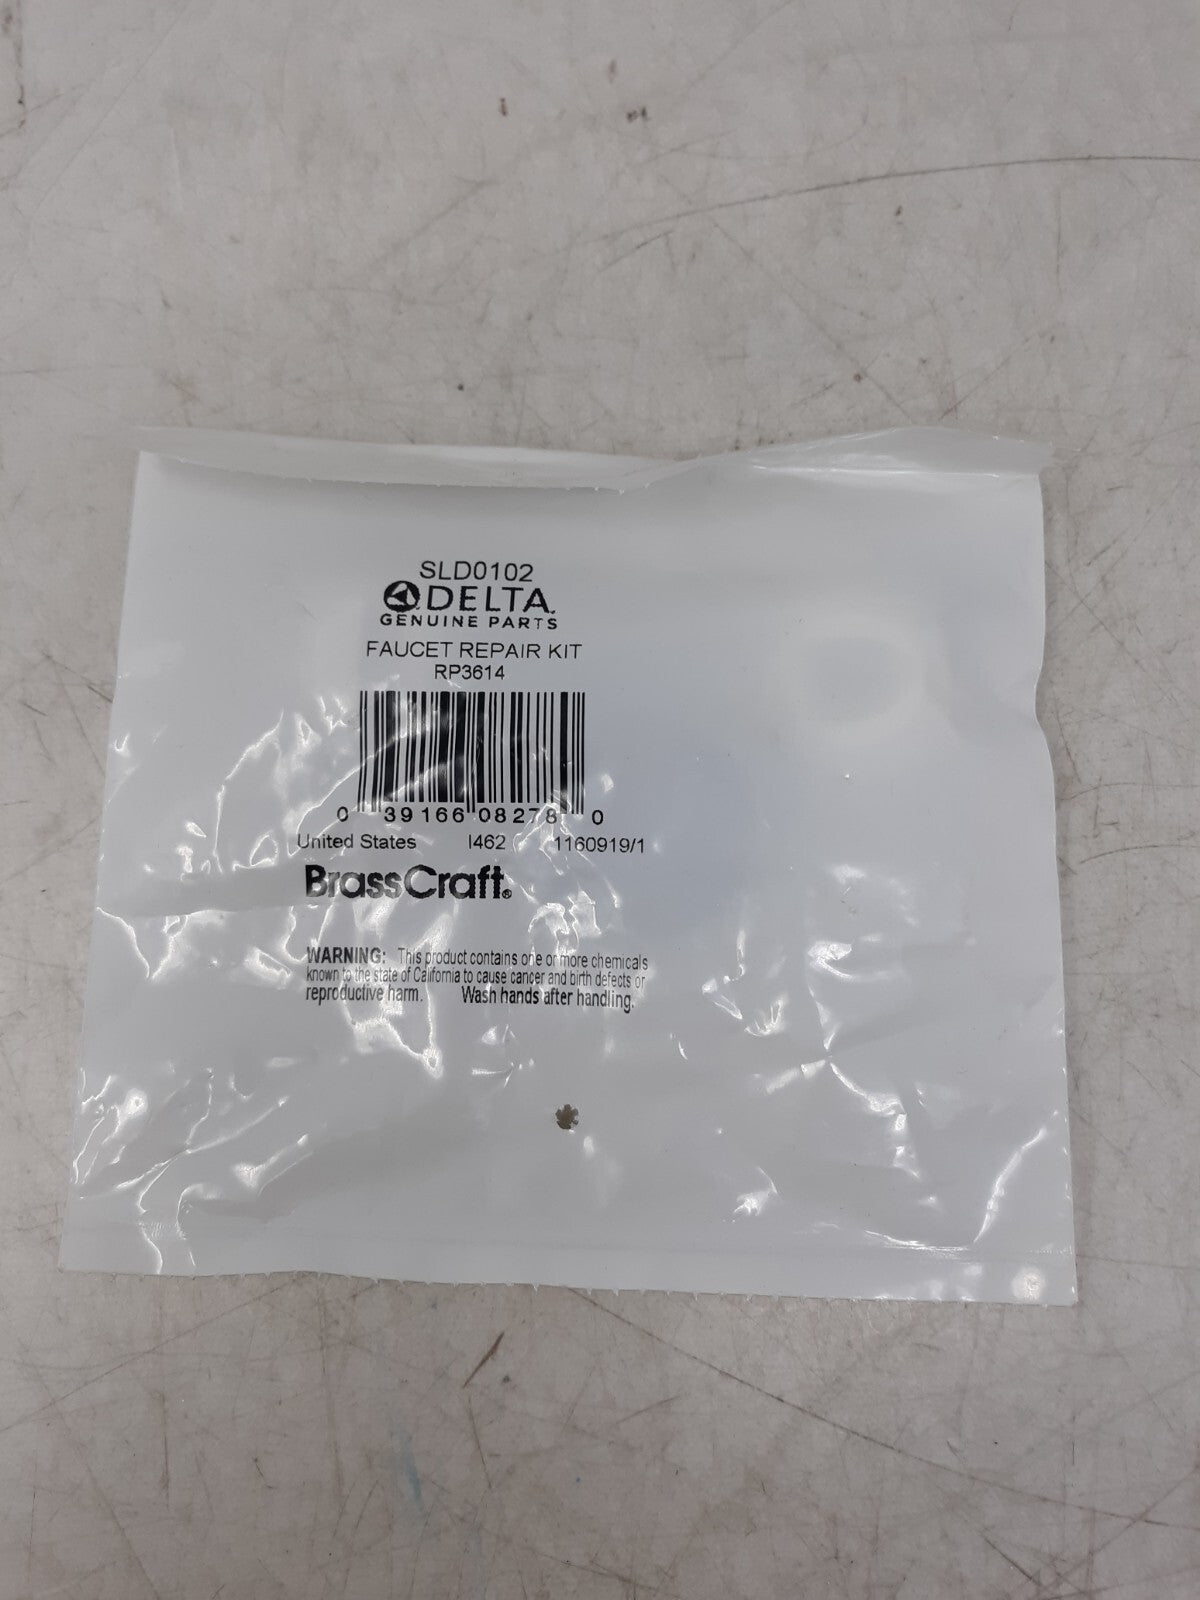 SLD0102
DELTA
GENUINE PARTS
FAUCET REPAIR KIT
RP3614
0 39166 08278 0
United States I462 1160919/1
BrassCraft®
WARNING: This product contains one or more chemicals
known to the state of California to cause cancer and birth defects or
reproductive harm. Wash hands after handling.